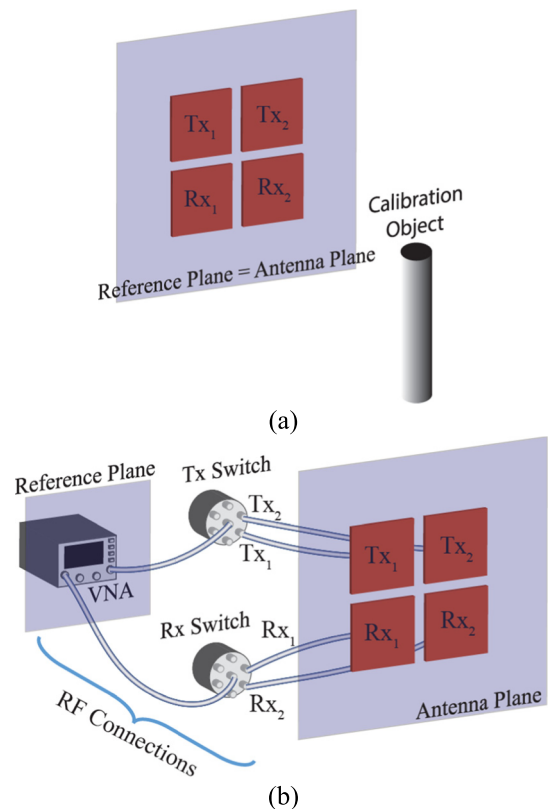 Tx1 Tx2
Rx1 Rx2
Calibration
Object
Reference Plane = Antenna Plane
(a)
Reference Plane
Tx Switch
Tx2
Tx1
Tx1
Tx2
VNA
Rx Switch
Rx1
Rx1
Rx2
Rx2
RF Connections
Antenna Plane
(b)